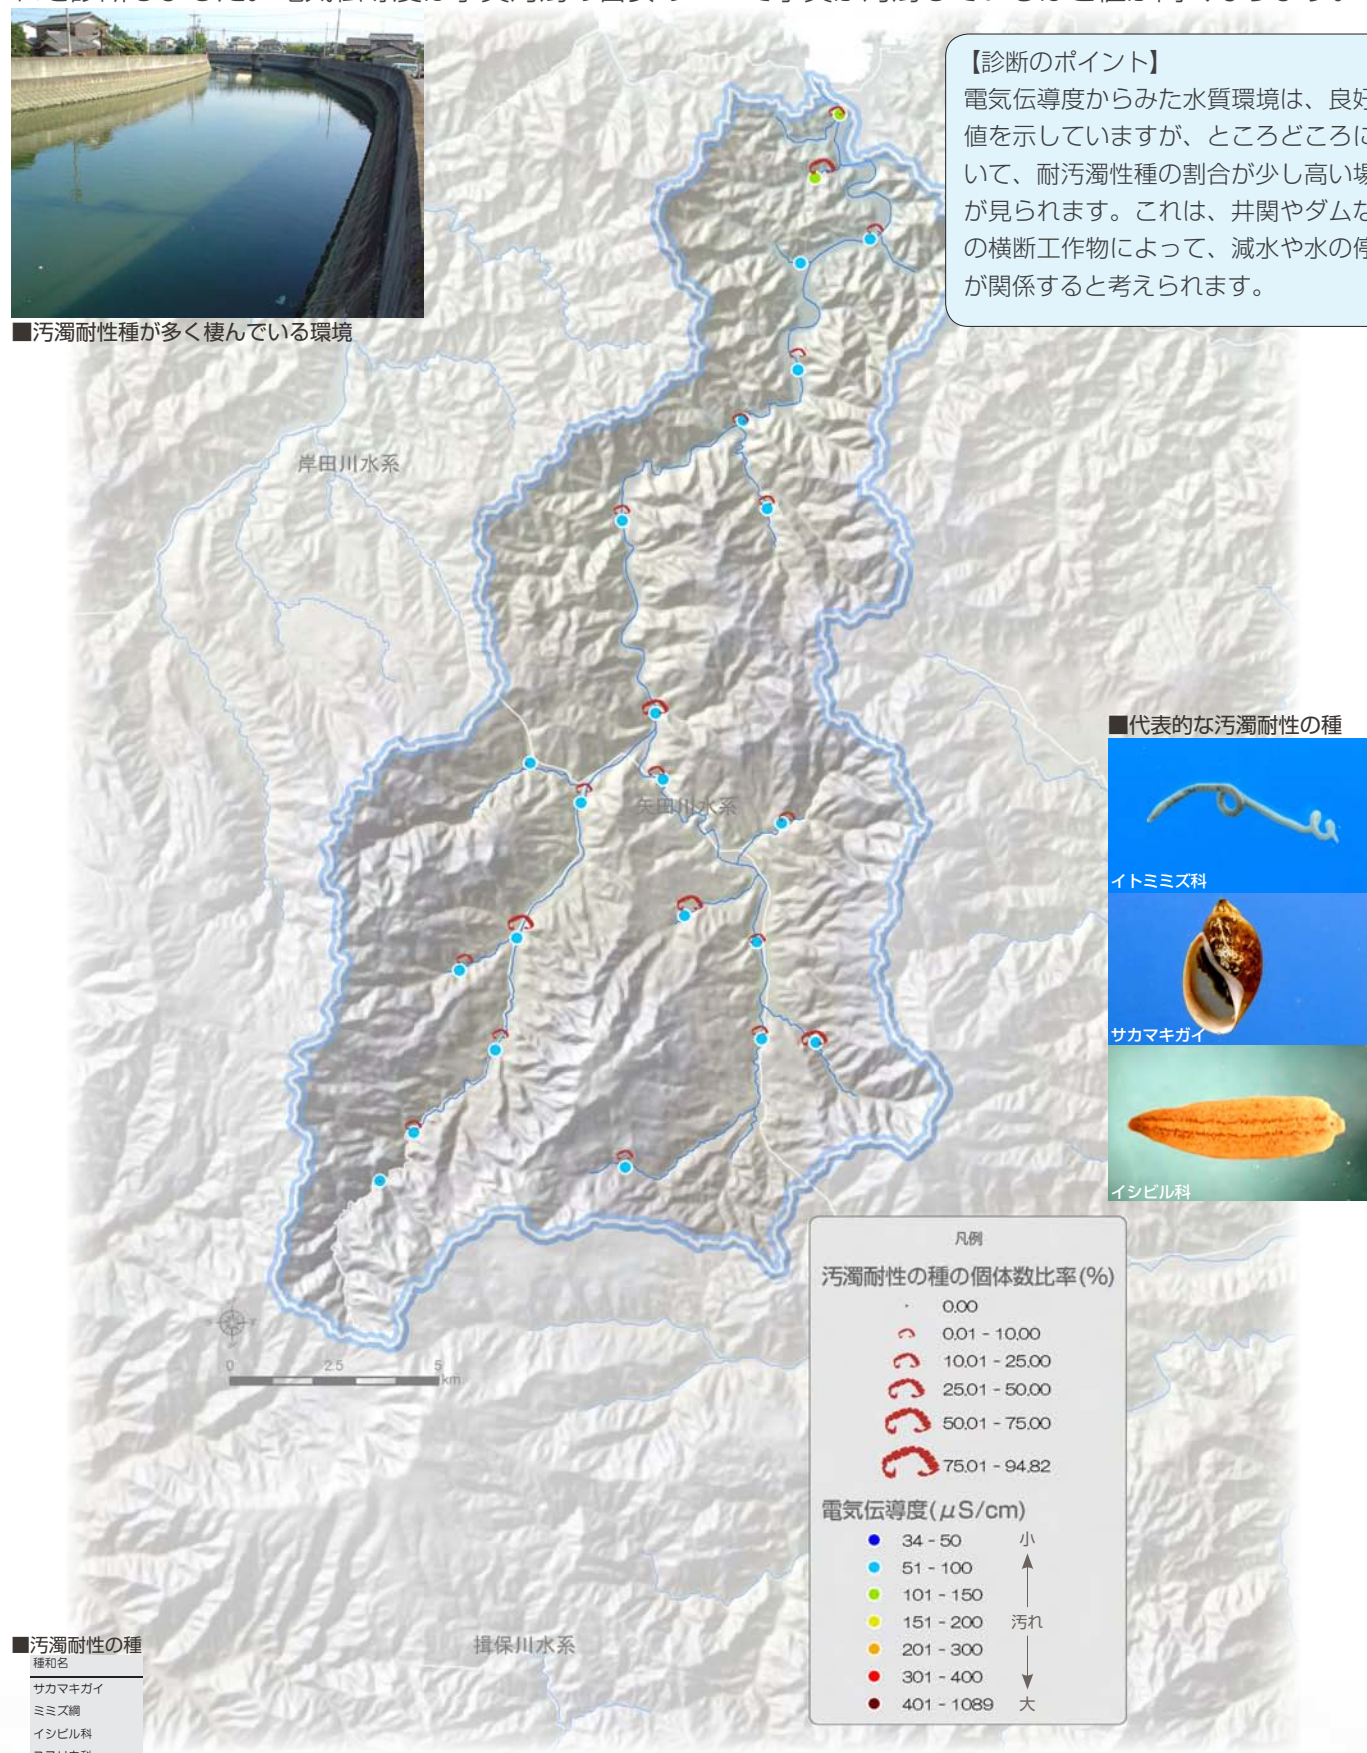 【診断のポイント】
電気伝導度からみた水質環境は、良好
値を示していますが、ところどころに
いて、耐汚濁性種の割合が少し高い場
が見られます。これは、井関やダムな
の横断工作物によって、減水や水の停
が関係すると考えられます。
■汚濁耐性種が多く棲んでいる環境
岸田川水系
■代表的な汚濁耐性の種
イトミミズ科
サカマキガイ
イシビル科
矢田川水系
0 2.5 5
km
凡例
汚濁耐性の種の個体数比率(%)
0.00
0.01 - 10.00
10.01 - 25.00
25.01 - 50.00
50.01 - 75.00
75.01 - 94.82
電気伝導度(μS/cm)
34 - 50 小
51 - 100
101 - 150
151 - 200 汚れ
201 - 300
301 - 400
401 - 1089 大
揖保川水系
■汚濁耐性の種
種和名
サカマキガイ
ミミズ綱
イシビル科